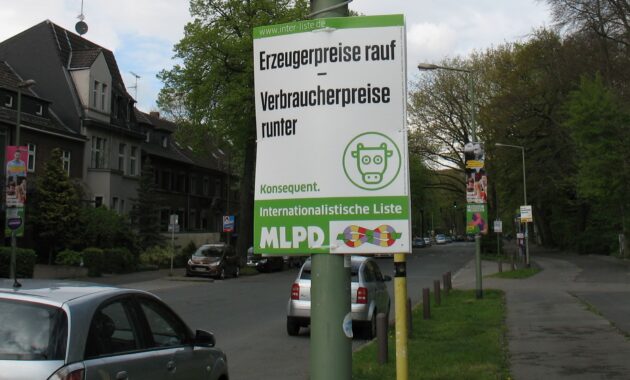 www.inter-liste.de
Erzeugerpreise rauf
–
Verbraucherpreise
runter
Konsequent.
Internationalistische Liste
MLPD